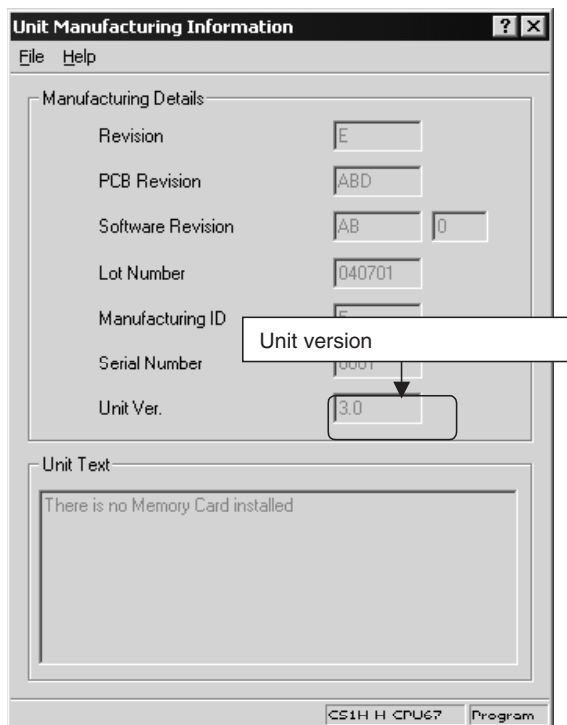 Unit Manufacturing Information
File Help
Manufacturing Details
Revision E
PCB Revision ABD
Software Revision AB 0
Lot Number 040701
Manufacturing ID
Unit version
Serial Number 0001
Unit Ver. 3.0
Unit Text
There is no Memory Card installed
CS1H-H CPU67 Program